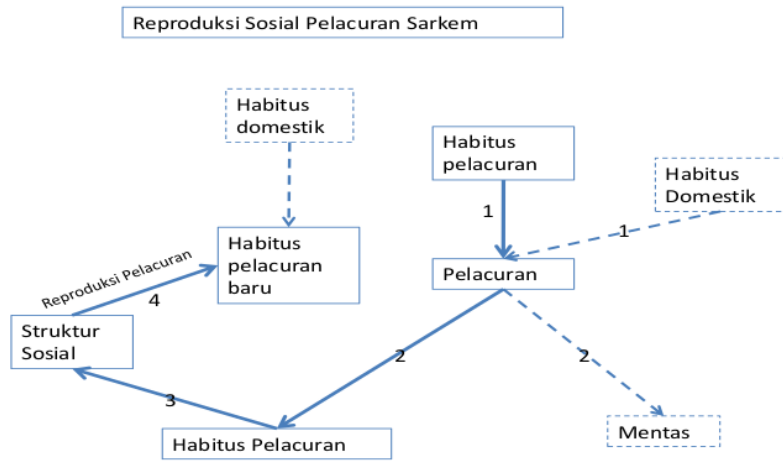 Reproduksi Sosial Pelacuran Sarkem
Habitus
domestik
Habitus
pelacuran
Habitus
Domestik
1
1
Habitus
pelacuran
baru
Pelacuran
Reproduksi Pelacuran
4
Struktur
Sosial
2
2
3
Habitus Pelacuran
Mentas